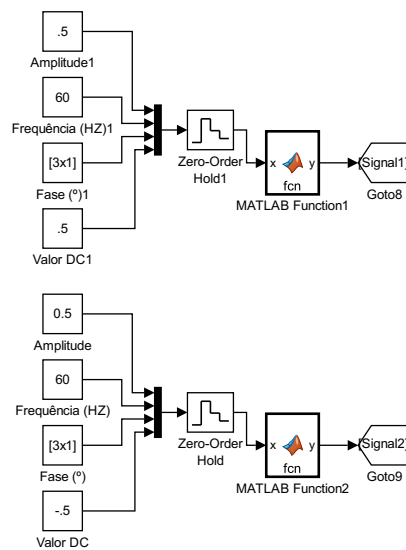 .5
Amplitude1
60
Frequência (HZ)1
[3x1]
Fase (º)1
.5
Valor DC1
Zero-Order
Hold1
x
y
fcn
MATLAB Function1
[Signal1]
Goto8
0.5
Amplitude
60
Frequência (HZ)
[3x1]
Fase (º)
-.5
Valor DC
Zero-Order
Hold
x
y
fcn
MATLAB Function2
[Signal2]
Goto9